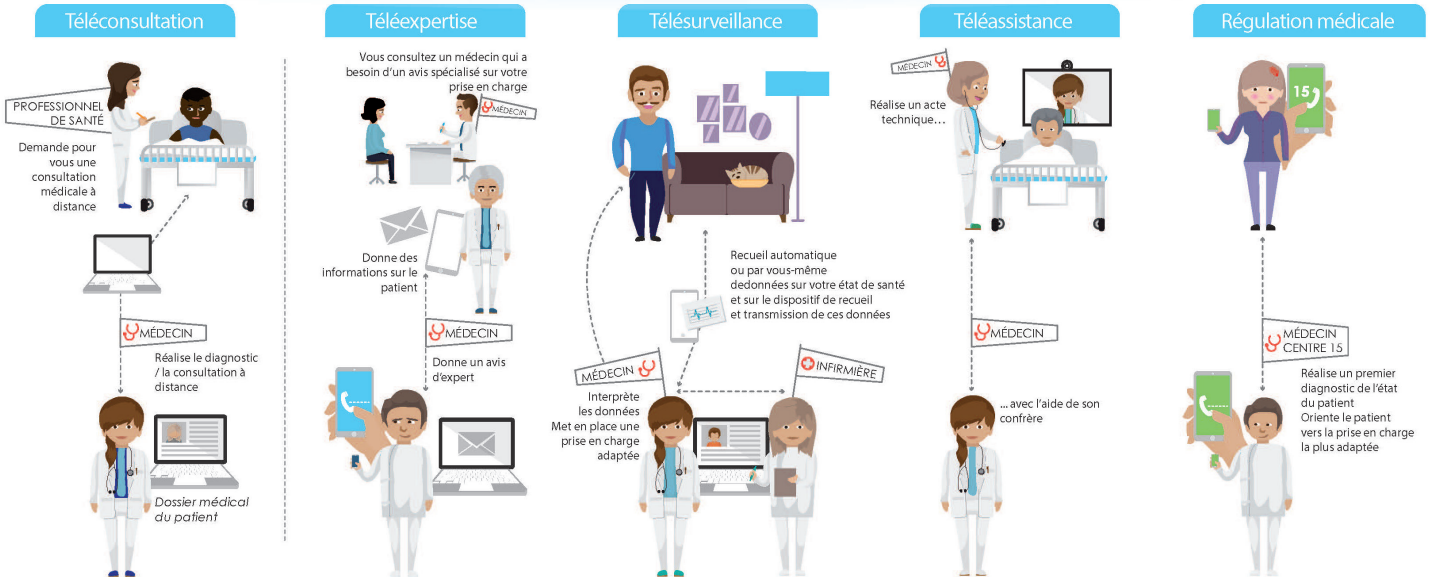 Téléconsultation
PROFESSIONNEL
DE SANTÉ
Demande pour
vous une
consultation
médicale à
distance
MÉDECIN
Réalise le diagnostic
/ la consultation à
distance
Dossier médical
du patient
Téléexpertise
Vous consultez un médecin qui a
besoin d'un avis spécialisé sur votre
prise en charge
MÉDECIN
Donne des
informations sur le
patient
MÉDECIN
Donne un avis
d'expert
Télésurveillance
Recueil automatique
ou par vous-même
dedonnées sur votre état de santé
et sur le dispositif de recueil
et transmission de ces données
MÉDECIN
INFIRMIÈRE
Interprète
les données
Met en place une
prise en charge
adaptée
Téléassistance
MÉDECIN
Réalise un acte
technique...
MÉDECIN
... avec l'aide de son
confrère
Régulation médicale
15
MÉDECIN
CENTRE 15
Réalise un premier
diagnostic de l'état
du patient
Oriente le patient
vers la prise en charge
la plus adaptée